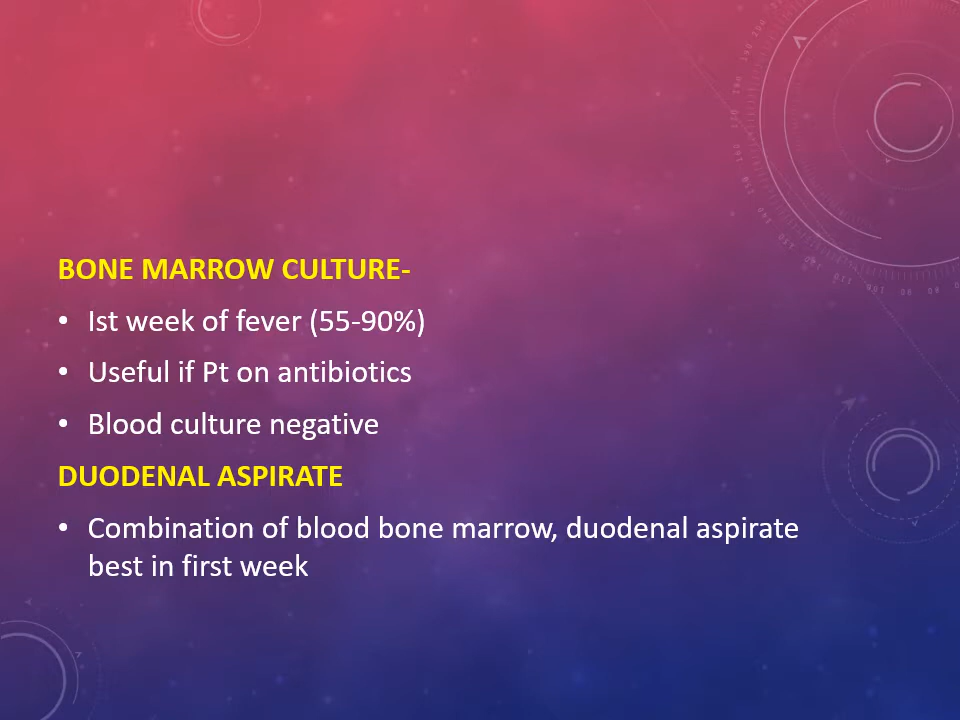 BONE MARROW CULTURE-
• Ist week of fever (55-90%)
• Useful if Pt on antibiotics
• Blood culture negative
DUODENAL ASPIRATE
• Combination of blood bone marrow, duodenal aspirate
best in first week